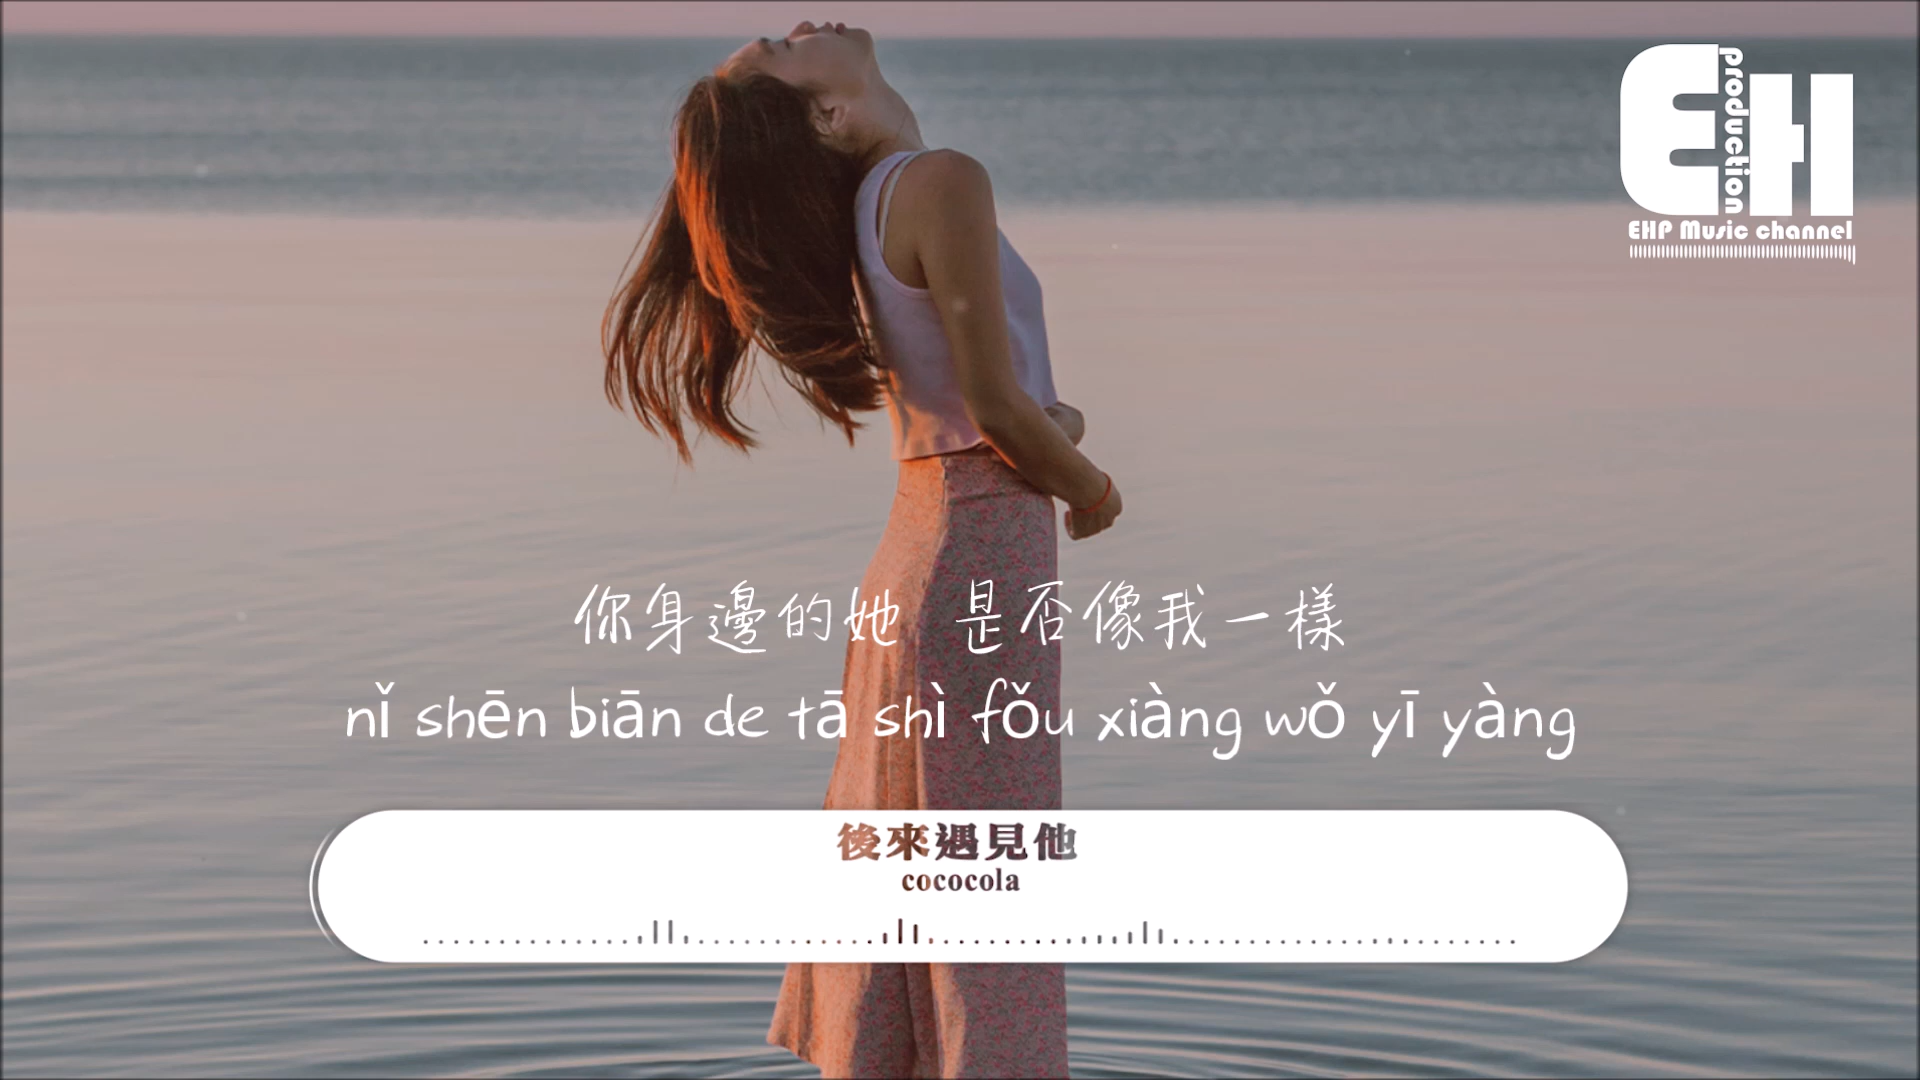 EH
production
EHP Music channel
你身邊的她 是否像我一樣
nǐ shēn biān de tā shì fǒu xiàng wǒ yī yàng
後來遇見他
cococola